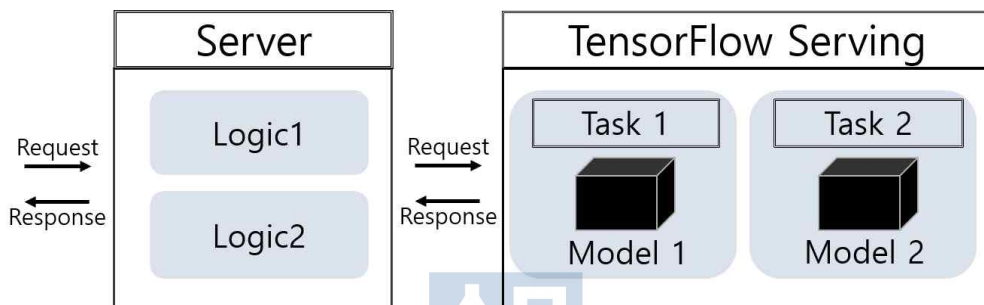 Server
TensorFlow Serving
Request
Response
Logic1
Logic2
Request
Response
Task 1
Model 1
Task 2
Model 2